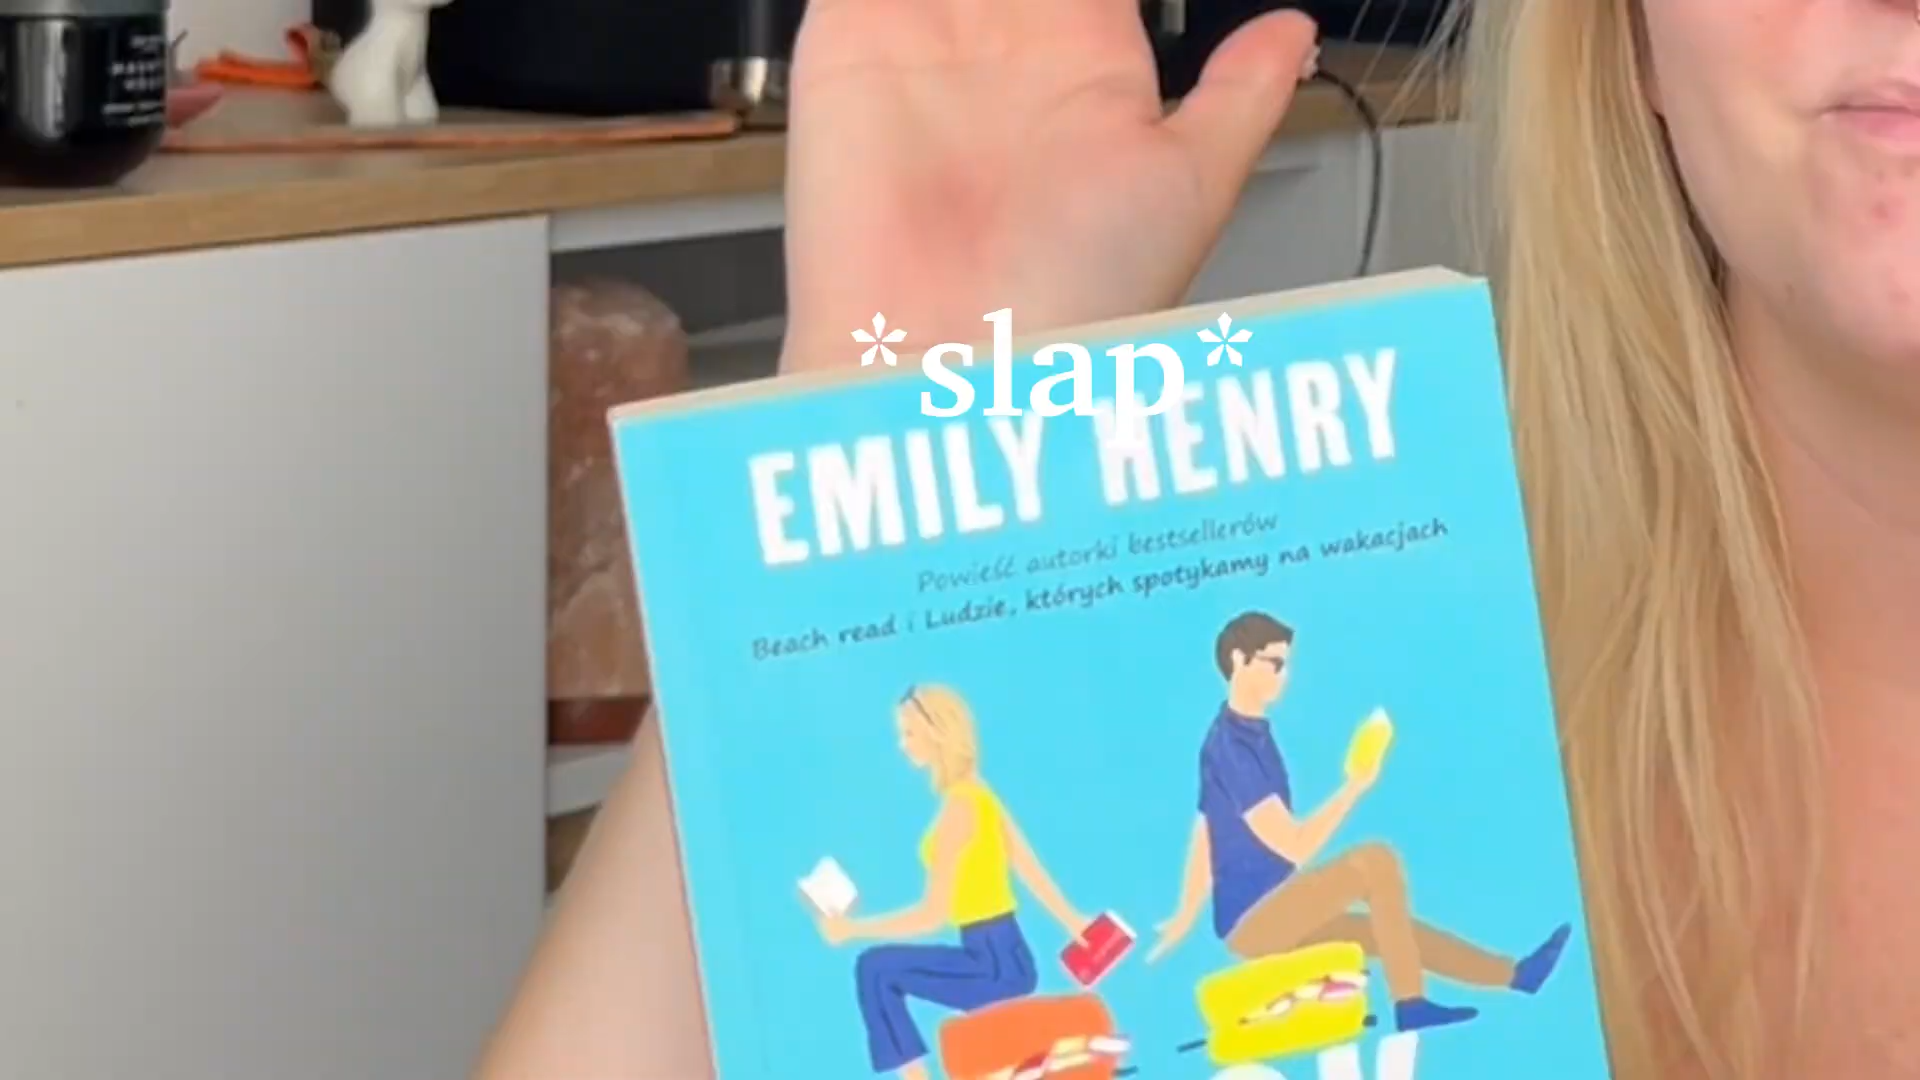 *slap*
EMILY HENRY
Powieść autorki bestsellerów
Beach read i Ludzie, których spotykamy na wakacjach